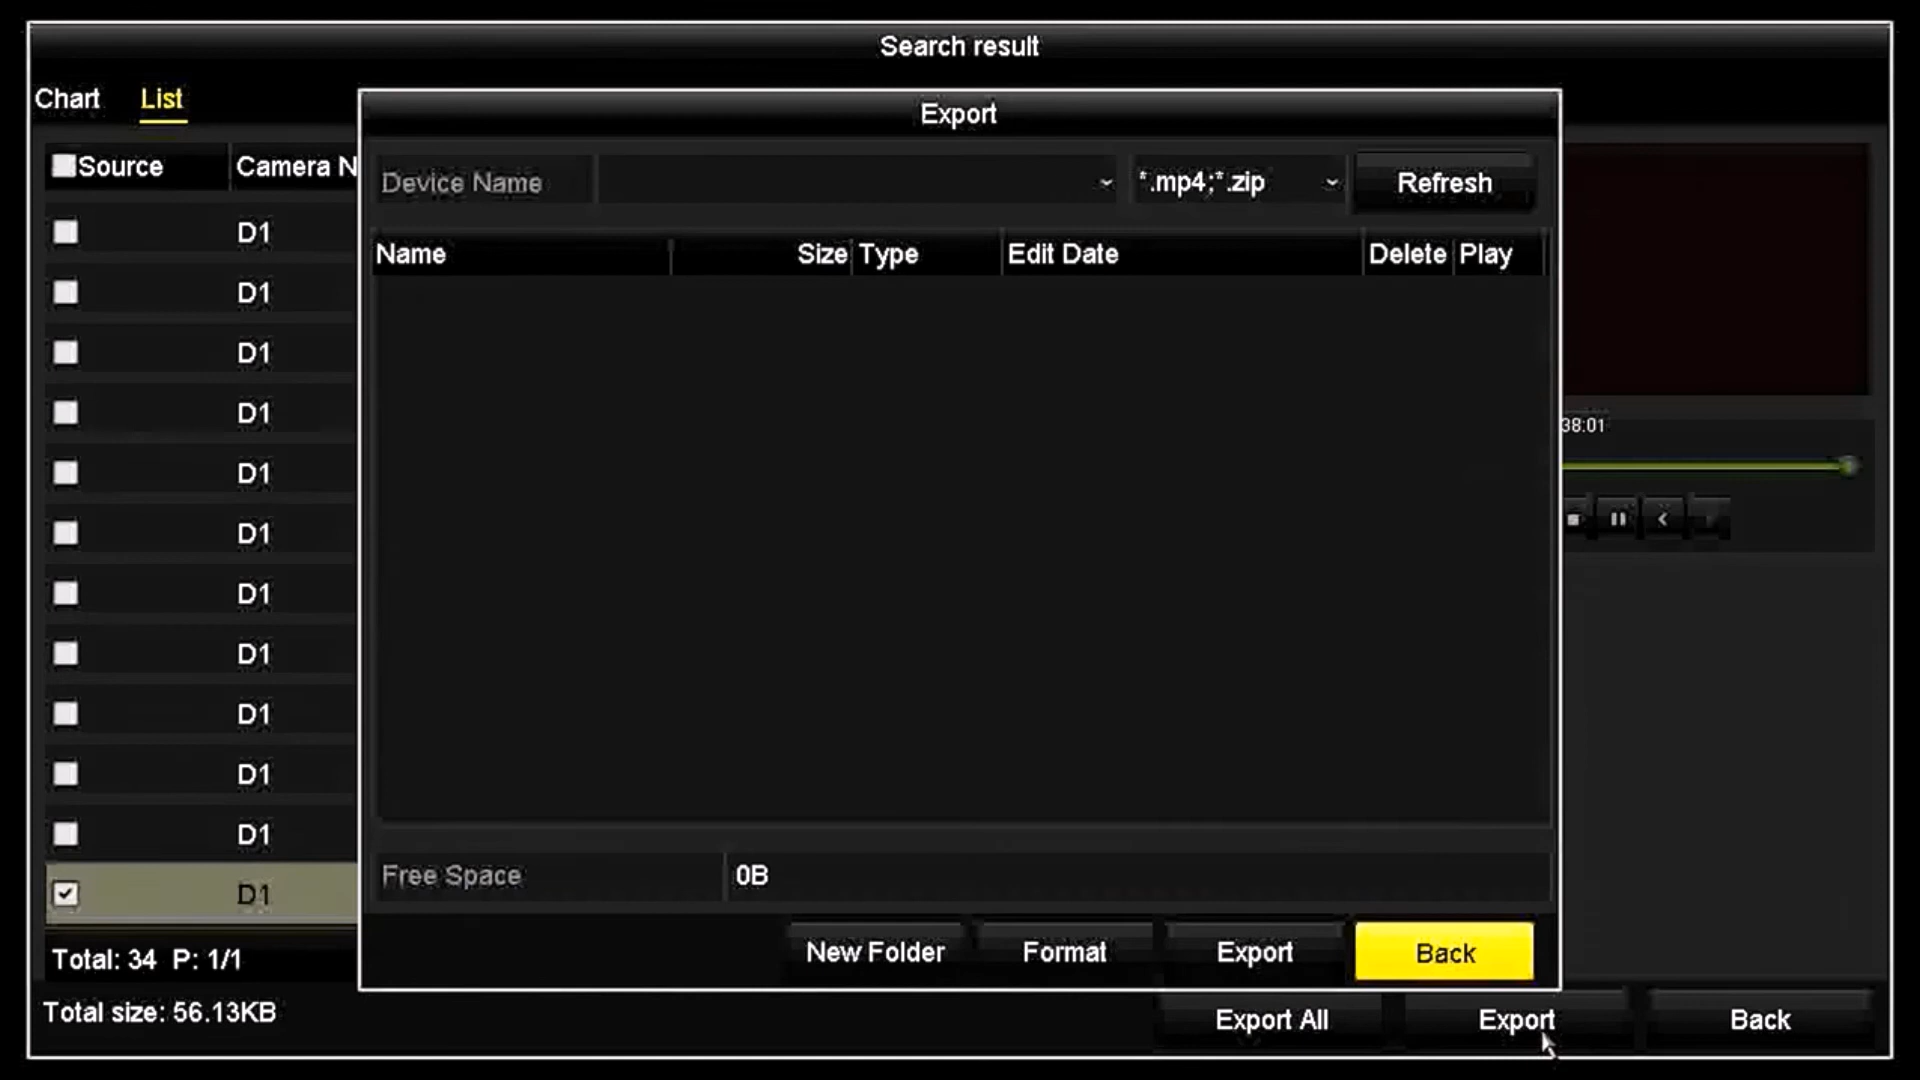 Search result
Chart List
Export
Source Camera N
Device Name *.mp4;*.zip Refresh
Name Size Type Edit Date Delete Play
D1
D1
D1
D1
38:01
D1
D1
D1
D1
D1
D1
D1
D1
Free Space 0B
New Folder Format Export Back
Total: 34 P: 1/1
Total size: 56.13KB
Export All Export Back